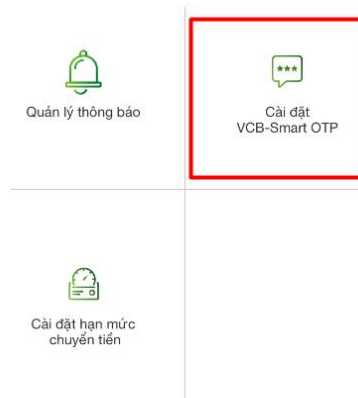 Quản lý thông báo
***
Cài đặt
VCB-Smart OTP
Cài đặt hạn mức
chuyển tiền